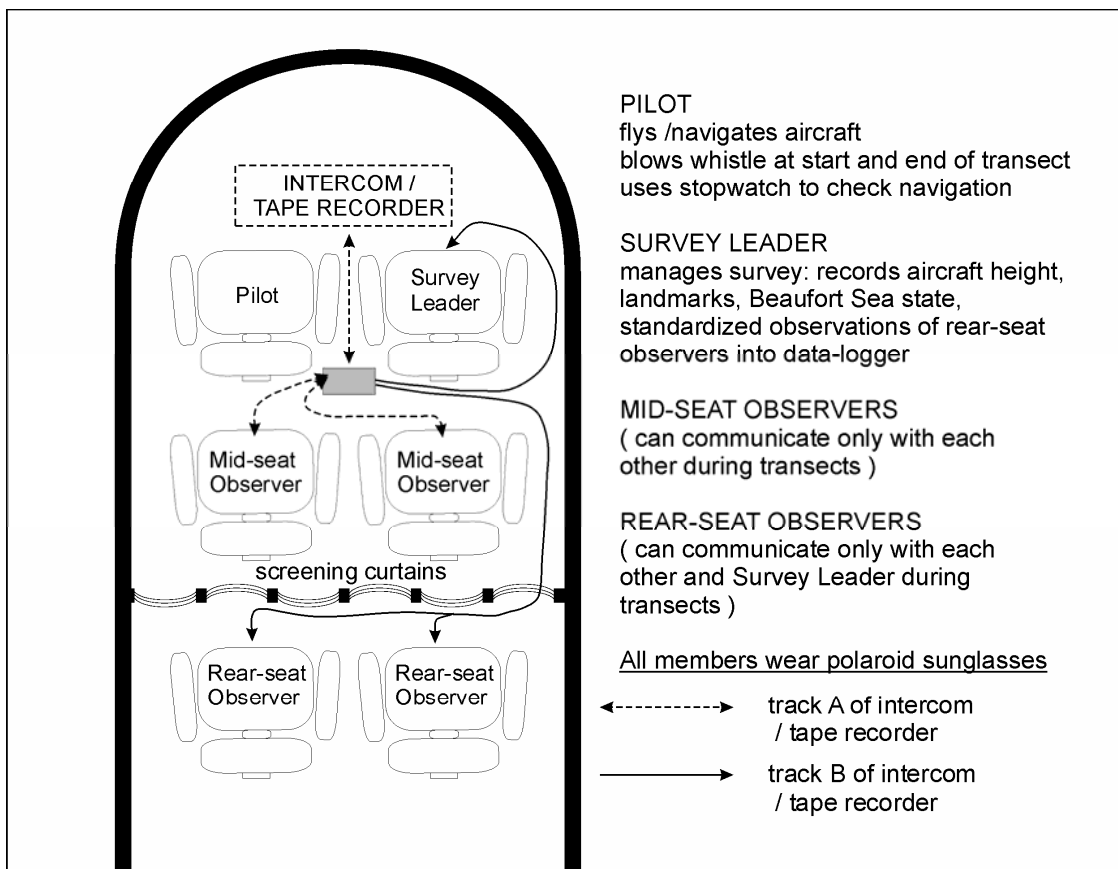 INTERCOM /
TAPE RECORDER
Pilot
Survey
Leader
Mid-seat
Observer
Mid-seat
Observer
screening curtains
Rear-seat
Observer
Rear-seat
Observer
PILOT
flys /navigates aircraft
blows whistle at start and end of transect
uses stopwatch to check navigation
SURVEY LEADER
manages survey: records aircraft height,
landmarks, Beaufort Sea state,
standardized observations of rear-seat
observers into data-logger
MID-SEAT OBSERVERS
( can communicate only with each
other during transects )
REAR-SEAT OBSERVERS
( can communicate only with each
other and Survey Leader during
transects )
All members wear polaroid sunglasses
track A of intercom
/ tape recorder
track B of intercom
/ tape recorder